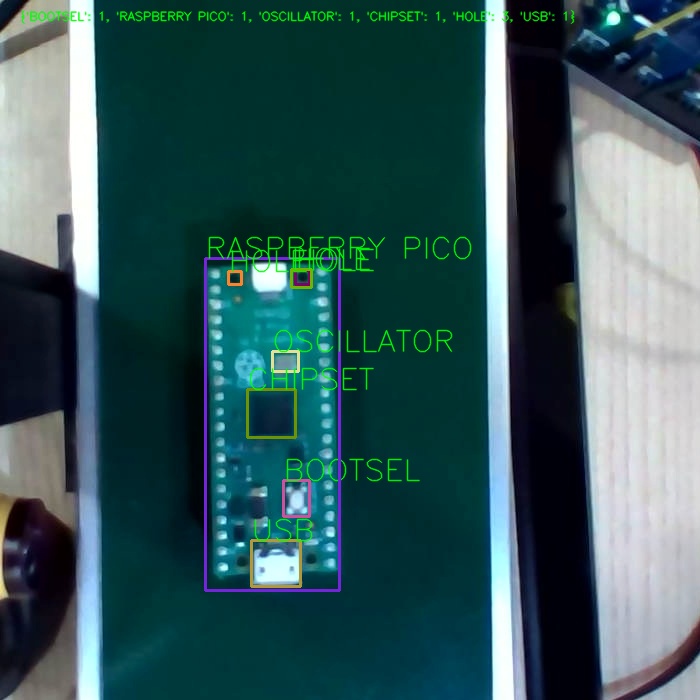 {'BOOTSEL': 1, 'RASPBERRY PICO': 1, 'OSCILLATOR': 1, 'CHIPSET': 1, 'HOLE': 3, 'USB': 1}
RASPBERRY PICO
HOLE HOLE HOLE
OSCILLATOR
CHIPSET
BOOTSEL
USB